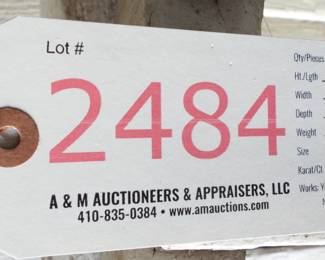 Lot #
2484
A & M AUCTIONEERS & APPRAISERS, LLC
410-835-0384 • www.amauctions.com
Qty/Pieces
Ht./Lgth
Width
Depth
Weight
Size
Karat/Ct.
Works: Y